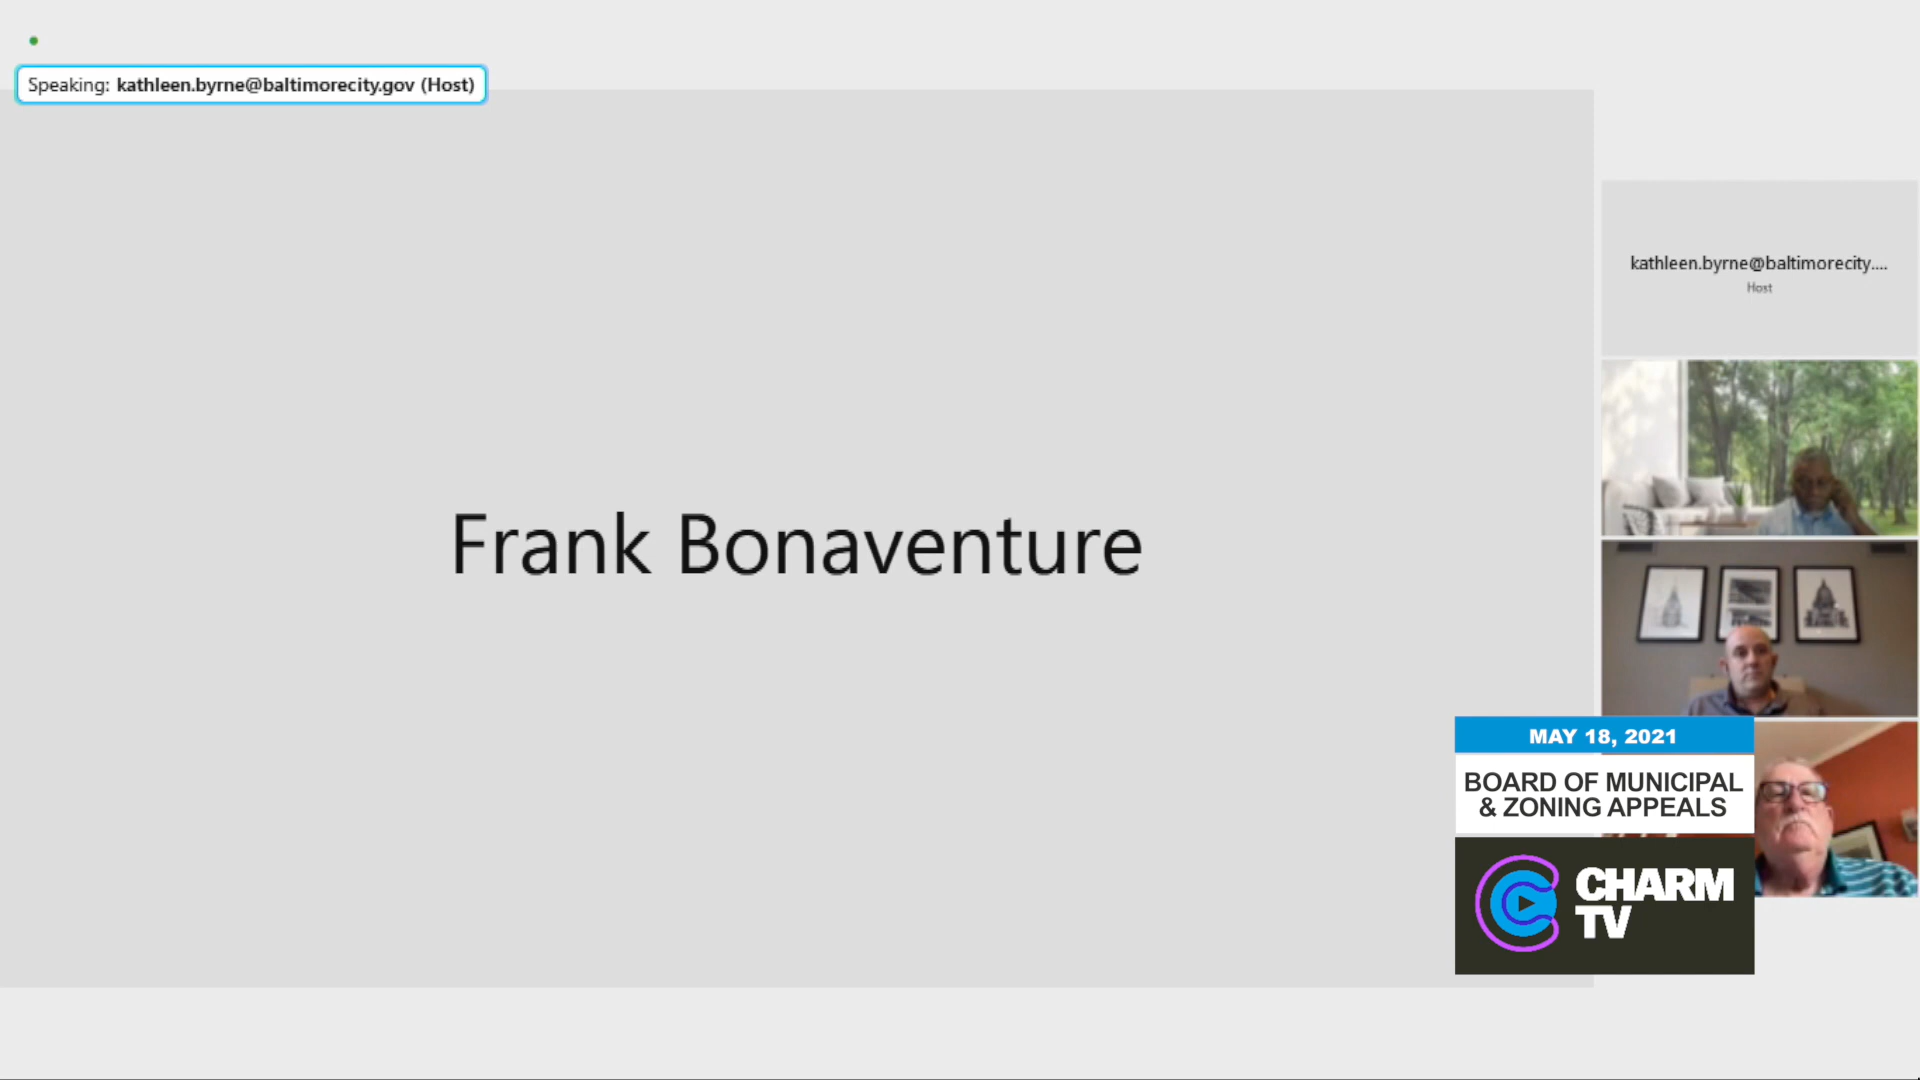 Speaking: kathleen.byrne@baltimorecity.gov (Host)
Frank Bonaventure
kathleen.byrne@baltimorecity....
Host
MAY 18, 2021
BOARD OF MUNICIPAL
& ZONING APPEALS
CHARM
TV